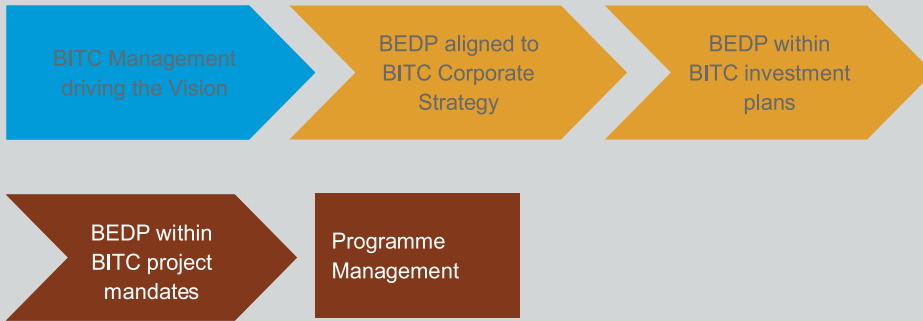 BITC Management
driving the Vision
BEDP aligned to
BITC Corporate
Strategy
BEDP within
BITC investment
plans
BEDP within
BITC project
mandates
Programme
Management